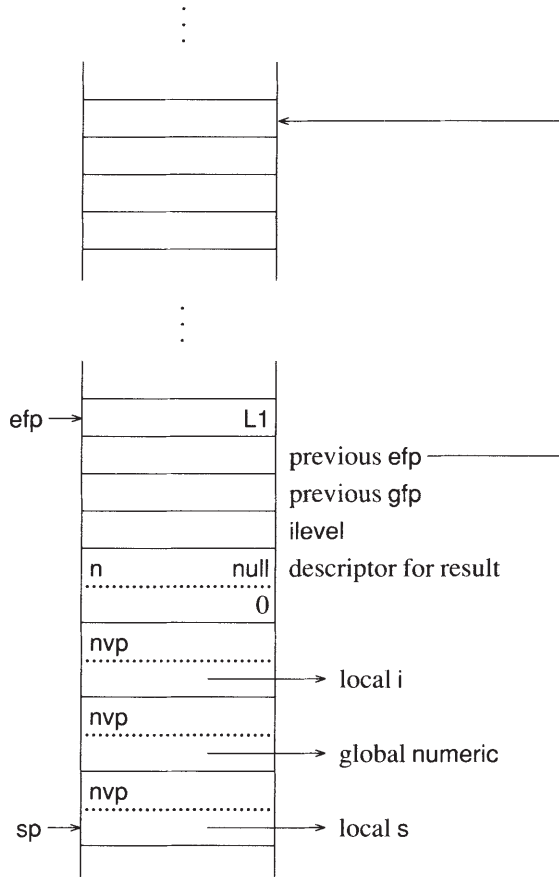 efp L1
previous efp
previous gfp
ilevel
n null descriptor for result
0
nvp
local i
nvp
global numeric
nvp
sp local s